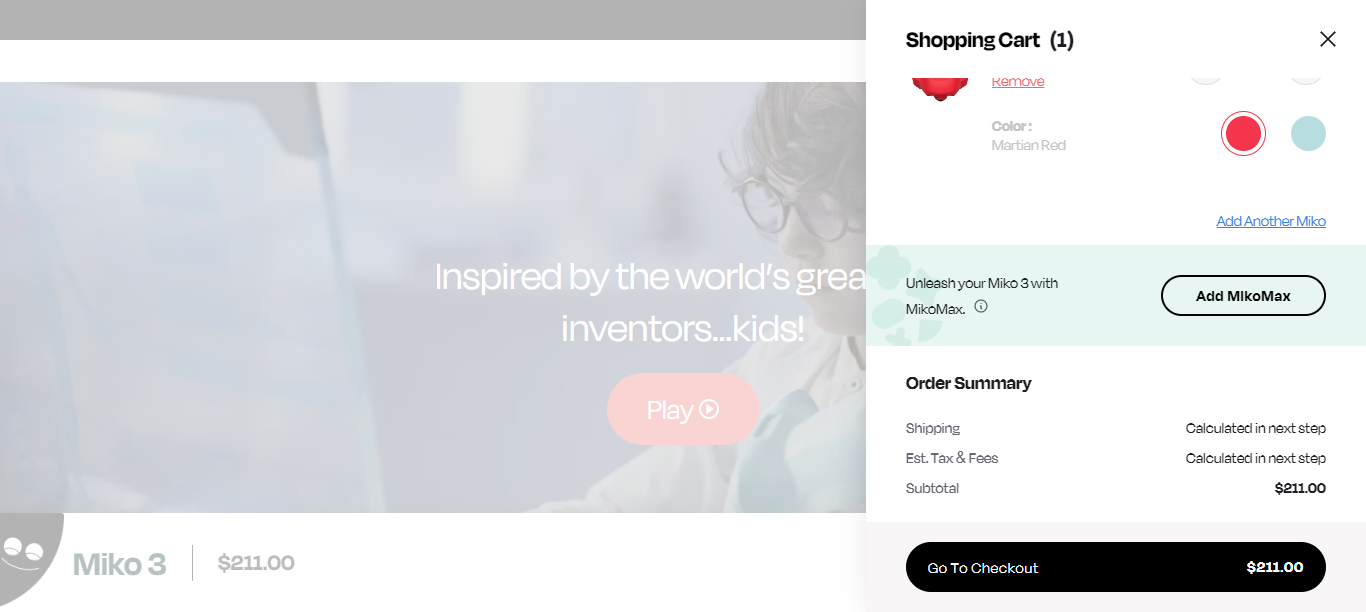 Inspired by the world's grea
inventors...kids!
Play
Miko 3
$211.00
Shopping Cart (1)
Remove
Color :
Martian Red
Add Another Miko
Unleash your Miko 3 with
MikoMax.
Add MikoMax
Order Summary
Shipping Calculated in next step
Est. Tax & Fees Calculated in next step
Subtotal $211.00
Go To Checkout $211.00